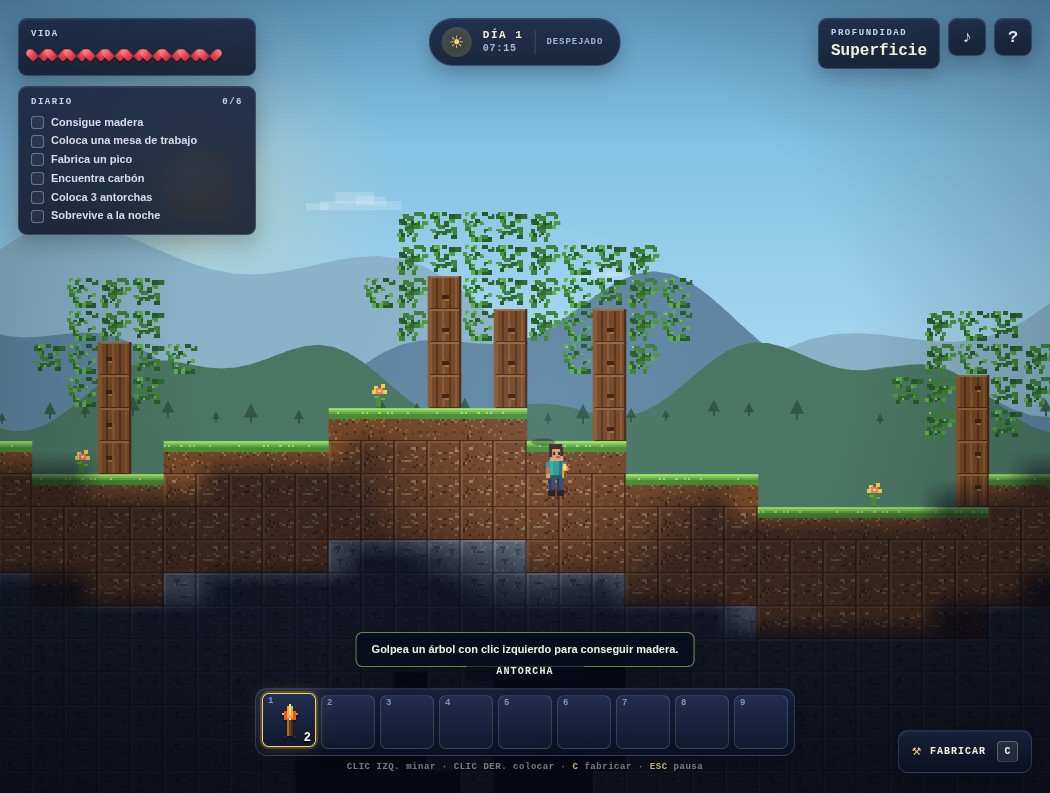 VIDA
DÍA 1
07:15
DESPEJADO
PROFUNDIDAD
Superficie
♪
?
DIARIO 0/6
Consigue madera
Coloca una mesa de trabajo
Fabrica un pico
Encuentra carbón
Coloca 3 antorchas
Sobrevive a la noche
Golpea un árbol con clic izquierdo para conseguir madera.
ANTORCHA
1 2 3 4 5 6 7 8 9
2
CLIC IZQ. minar · CLIC DER. colocar · C fabricar · ESC pausa
FABRICAR C